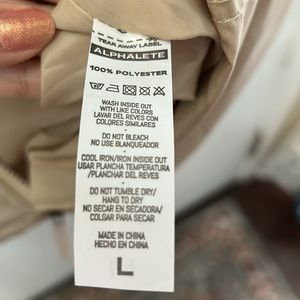 TEAR AWAY LABEL
ALPHALETE
100% POLYESTER
WASH INSIDE OUT
WITH LIKE COLORS
LAVAR DEL REVES CON
COLORES SIMILARES
-
DO NOT BLEACH
NO USE BLANQUEADOR
-
COOL IRON/IRON INSIDE OUT
USAR PLANCHA TEMPERATURA
/PLANCHAR DEL REVES
-
DO NOT TUMBLE DRY/
HANG TO DRY
NO SECAR EN SECADORA/
COLGAR PARA SECAR
-
MADE IN CHINA
HECHO EN CHINA
L